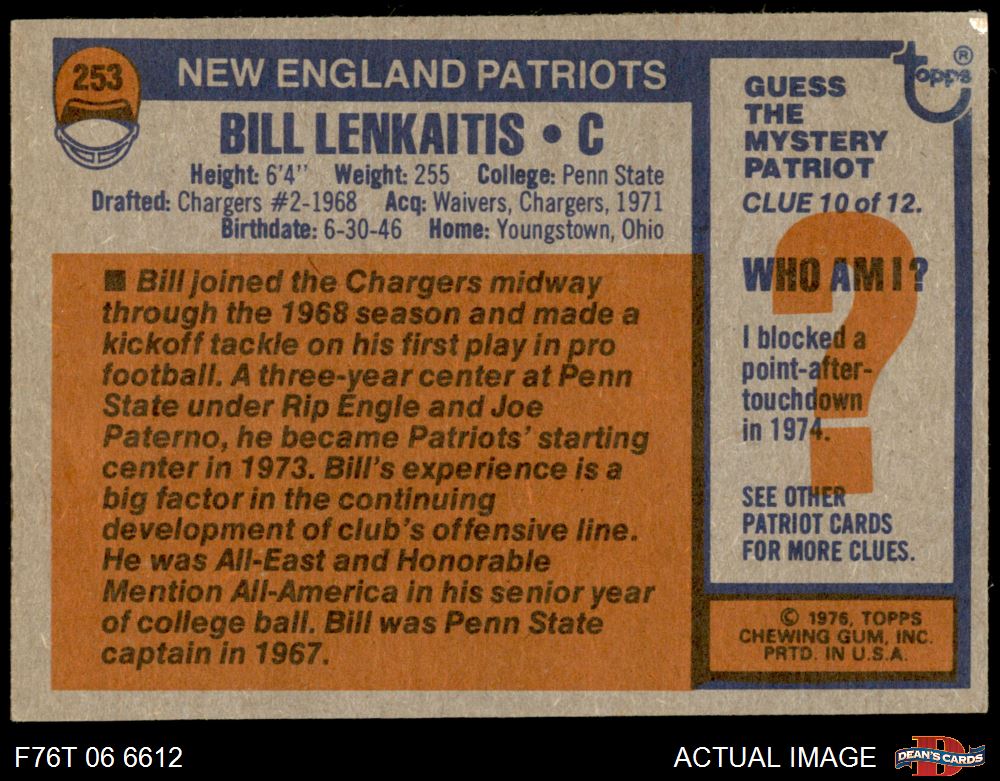 253
NEW ENGLAND PATRIOTS
BILL LENKAITIS • C
Height: 6'4" Weight: 255 College: Penn State
Drafted: Chargers #2-1968 Acq: Waivers, Chargers, 1971
Birthdate: 6-30-46 Home: Youngstown, Ohio
■ Bill joined the Chargers midway
through the 1968 season and made a
kickoff tackle on his first play in pro
football. A three-year center at Penn
State under Rip Engle and Joe
Paterno, he became Patriots' starting
center in 1973. Bill's experience is a
big factor in the continuing
development of club's offensive line.
He was All-East and Honorable
Mention All-America in his senior year
of college ball. Bill was Penn State
captain in 1967.
topps ®
GUESS
THE
MYSTERY
PATRIOT
CLUE 10 of 12.
?
WHO AM I?
I blocked a
point-after-
touchdown
in 1974.
SEE OTHER
PATRIOT CARDS
FOR MORE CLUES.
© 1976, TOPPS
CHEWING GUM, INC.
PRTD. IN U.S.A.
F76T 06 6612
ACTUAL IMAGE
D
DEAN'S CARDS